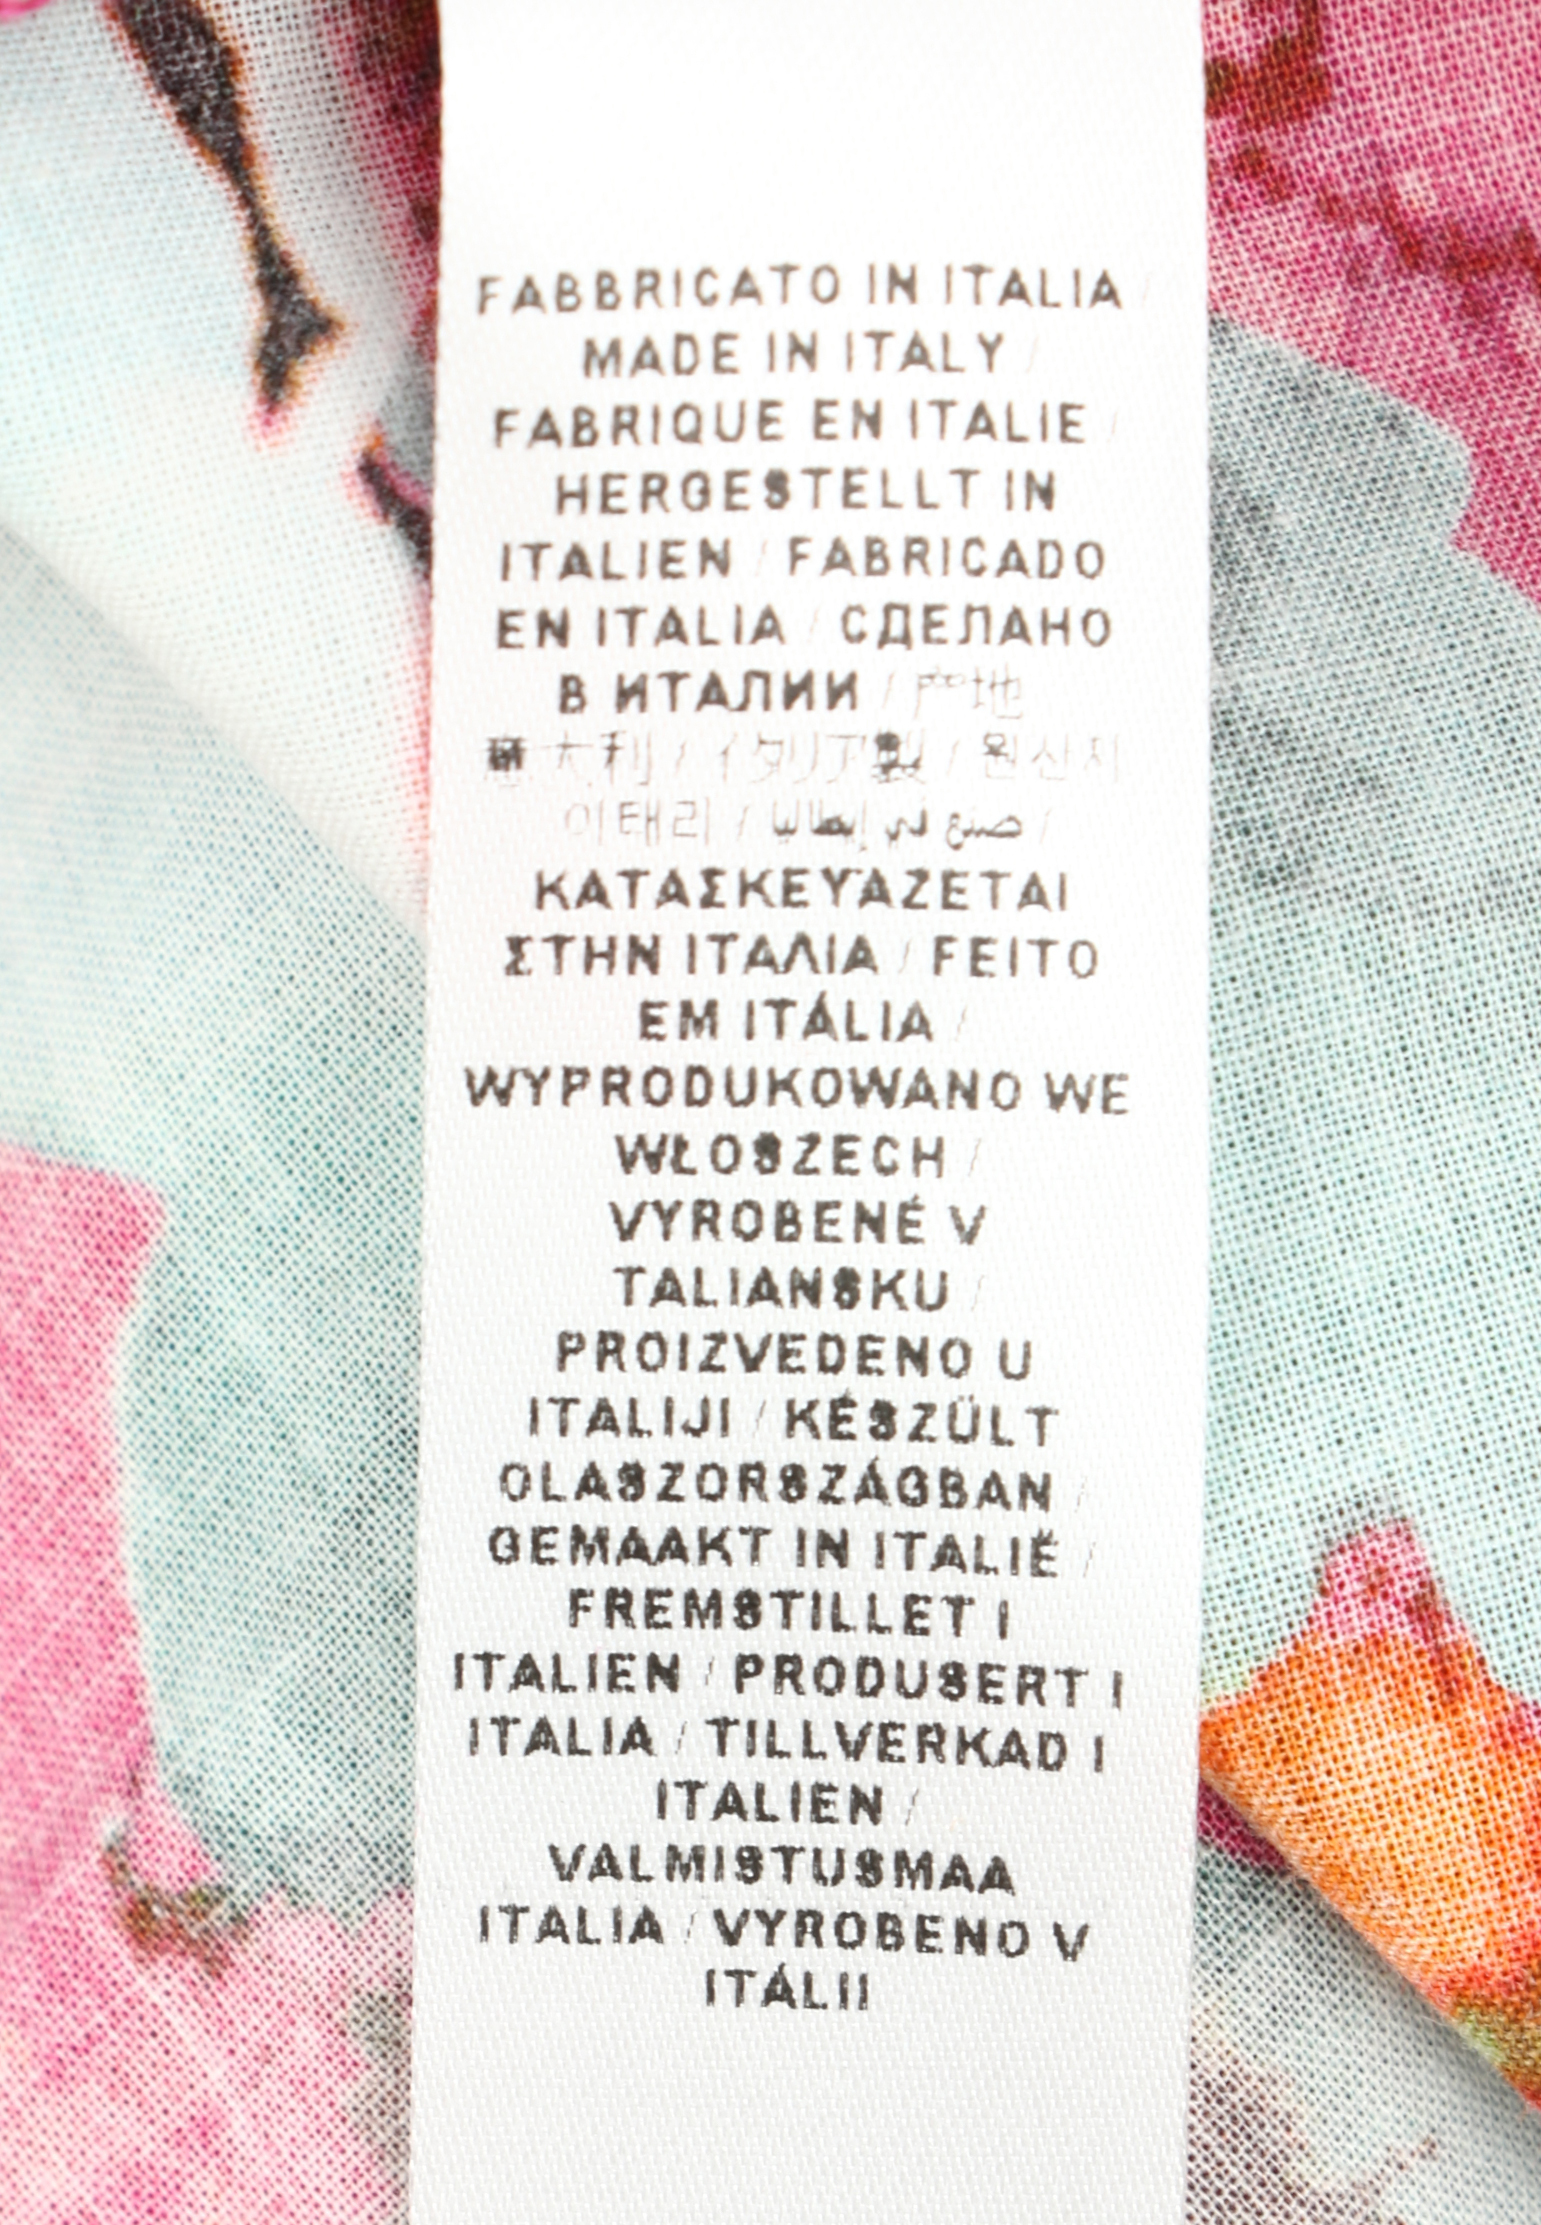 FABBRICATO IN ITALIA /
MADE IN ITALY /
FABRIQUE EN ITALIE /
HERGESTELLT IN
ITALIEN / FABRICADO
EN ITALIA / СДЕЛАНО
В ИТАЛИИ / 产地
意大利 / イタリア製 / 원산지
이태리 / صنع في إيطاليا /
ΚΑΤΑΣΚΕΥΆΖΕΤΑΙ
ΣΤΗΝ ΙΤΑΛΊΑ / FEITO
EM ITÁLIA /
WYPRODUKOWANO WE
WŁOSZECH /
VYROBENÉ V
TALIANSKU /
PROIZVEDENO U
ITALIJI / KÉSZÜLT
OLASZORSZÁGBAN /
GEMAAKT IN ITALIË /
FREMSTILLET I
ITALIEN / PRODUSERT I
ITALIA / TILLVERKAD I
ITALIEN /
VALMISTUSMAA
ITALIA / VYROBENO V
ITÁLII